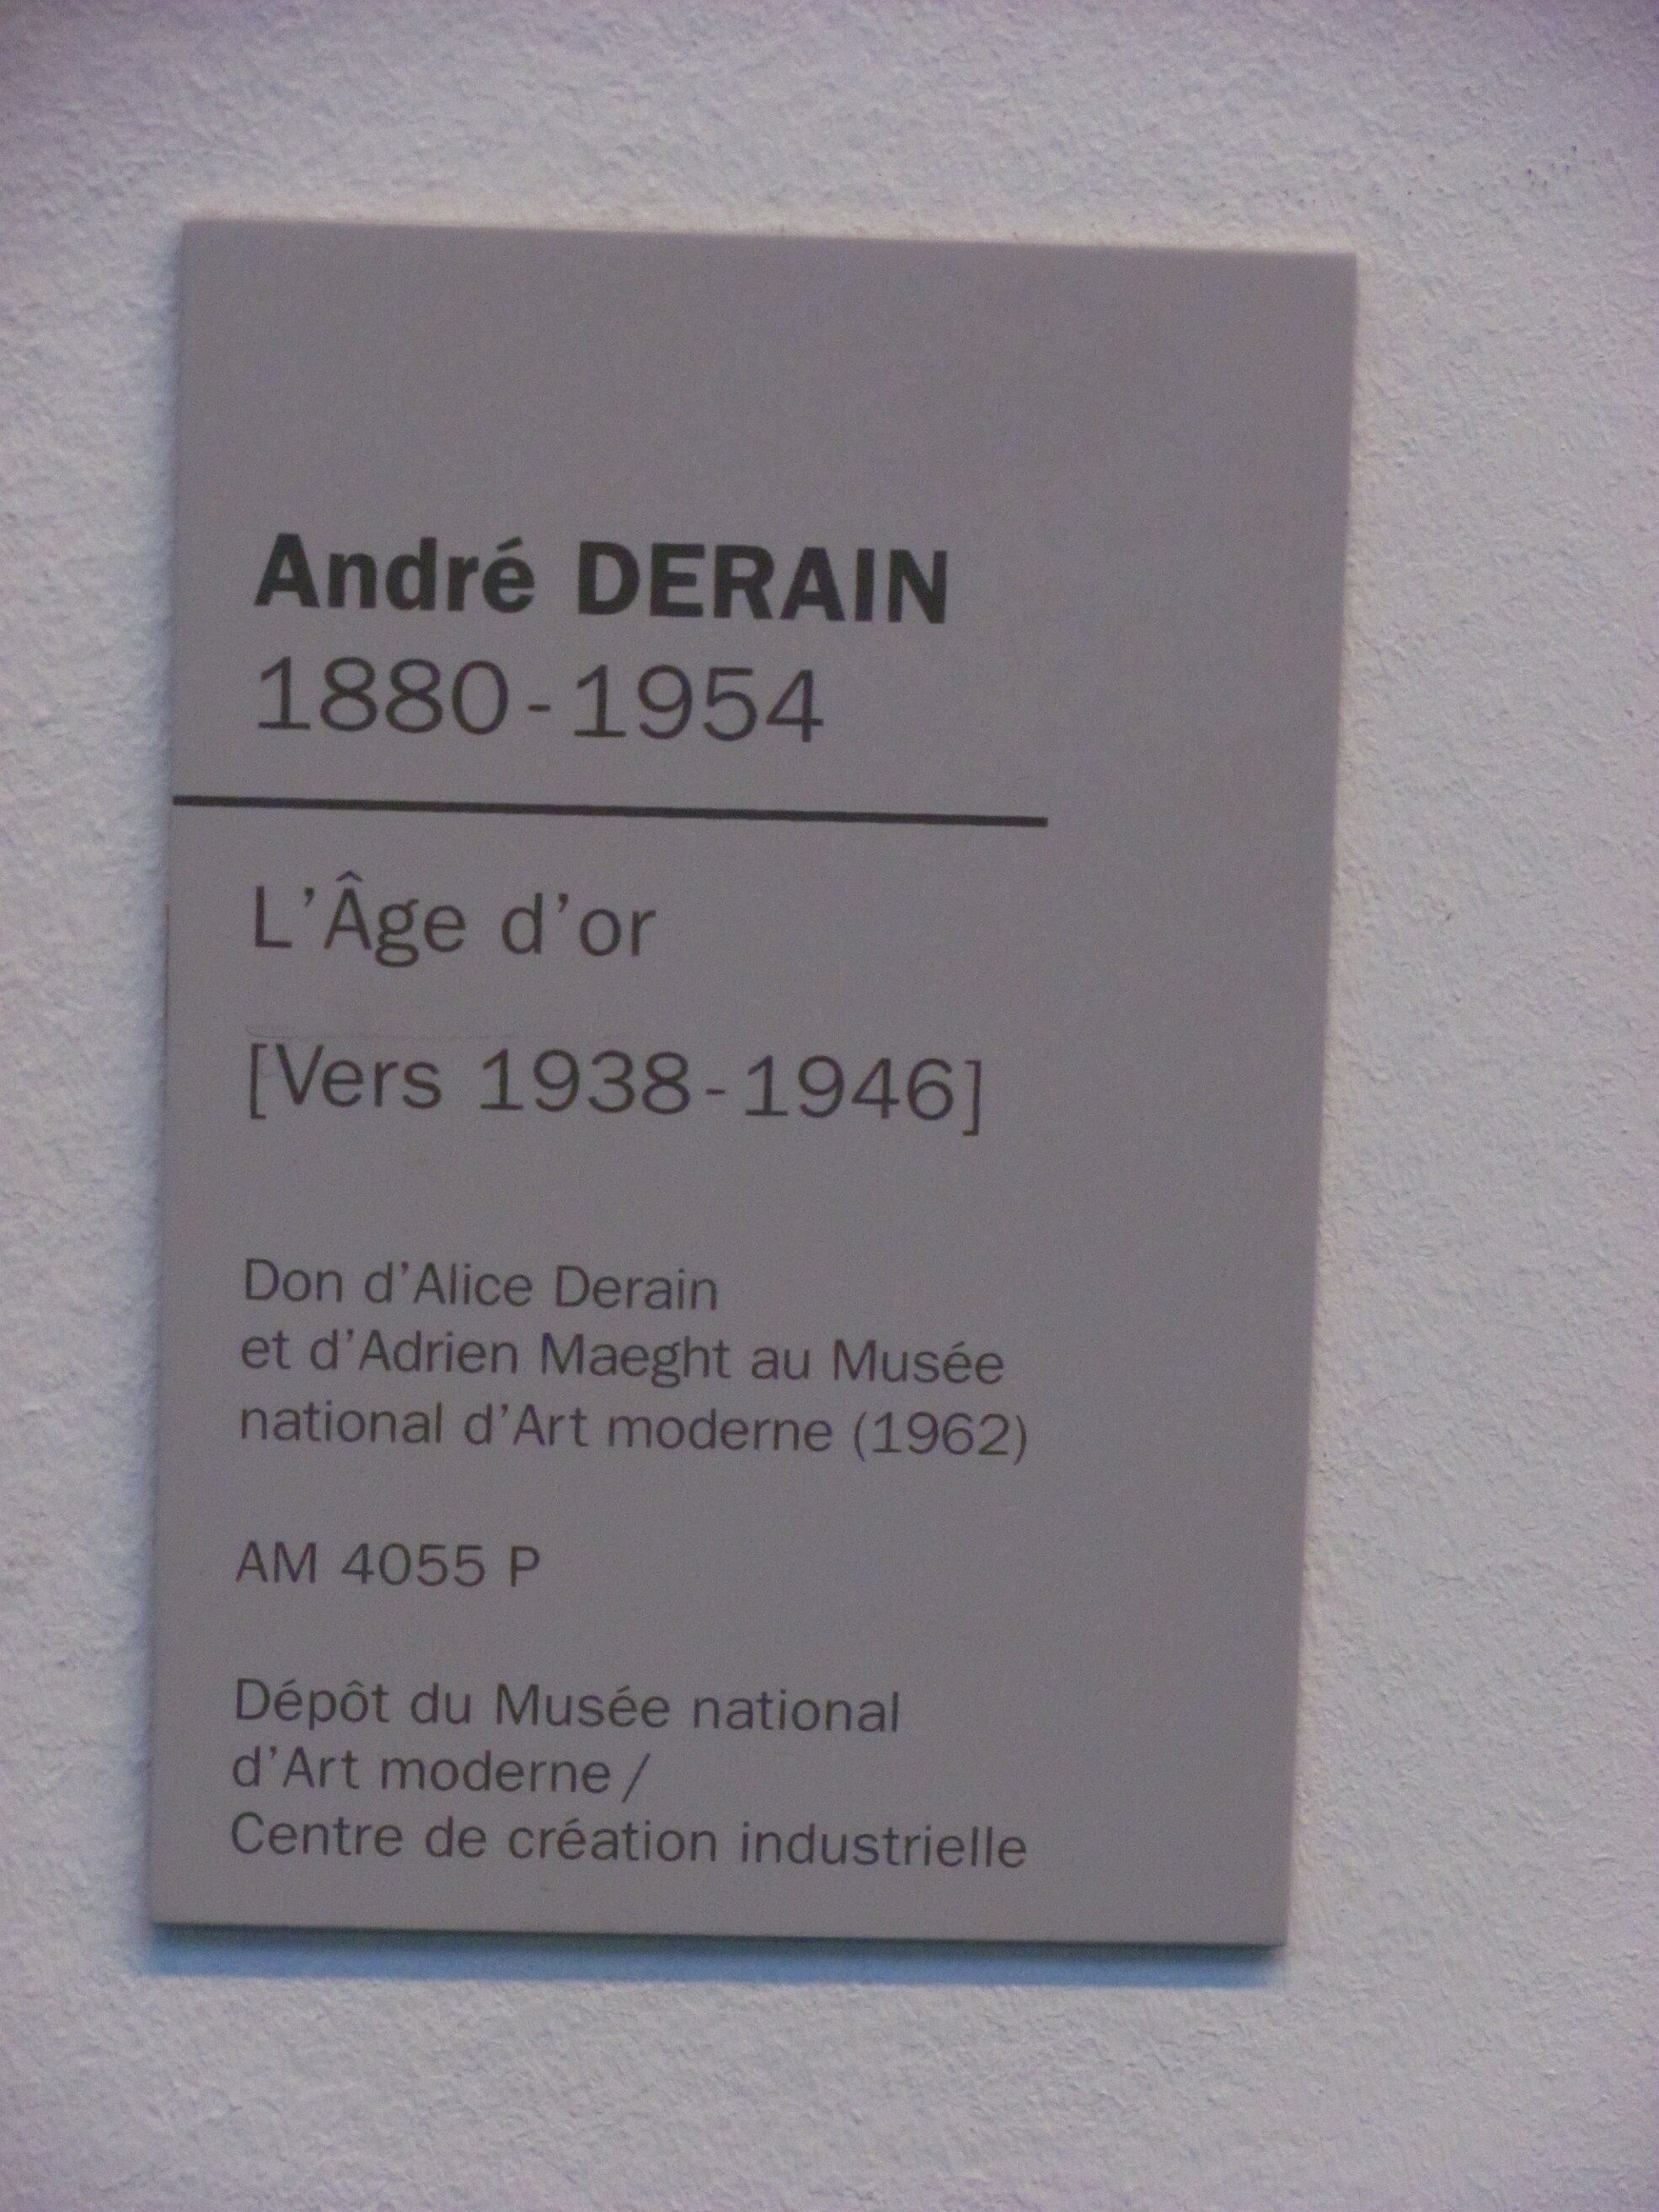 André DERAIN
1880-1954
L'Âge d'or
[Vers 1938-1946]
Don d'Alice Derain
et d'Adrien Maeght au Musée
national d'Art moderne (1962)
AM 4055 P
Dépôt du Musée national
d'Art moderne /
Centre de création industrielle